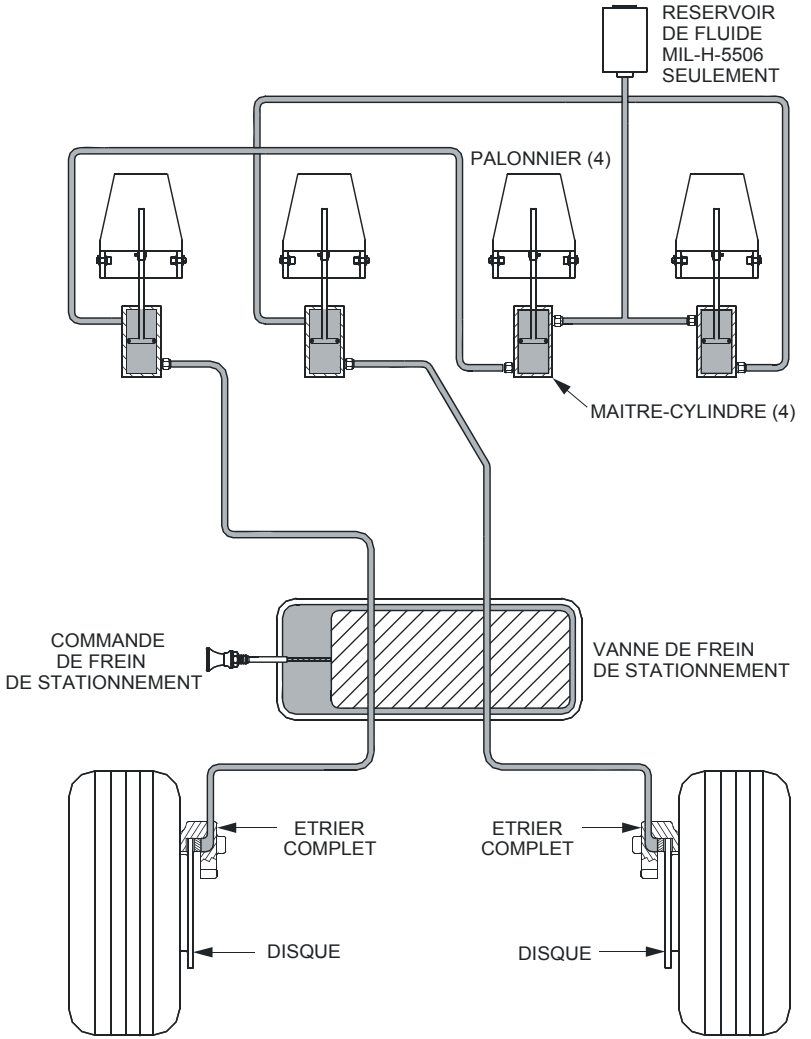 RESERVOIR
DE FLUIDE
MIL-H-5506
SEULEMENT
PALONNIER (4)
MAITRE-CYLINDRE (4)
COMMANDE
DE FREIN
DE STATIONNEMENT
VANNE DE FREIN
DE STATIONNEMENT
ETRIER
COMPLET
ETRIER
COMPLET
DISQUE
DISQUE